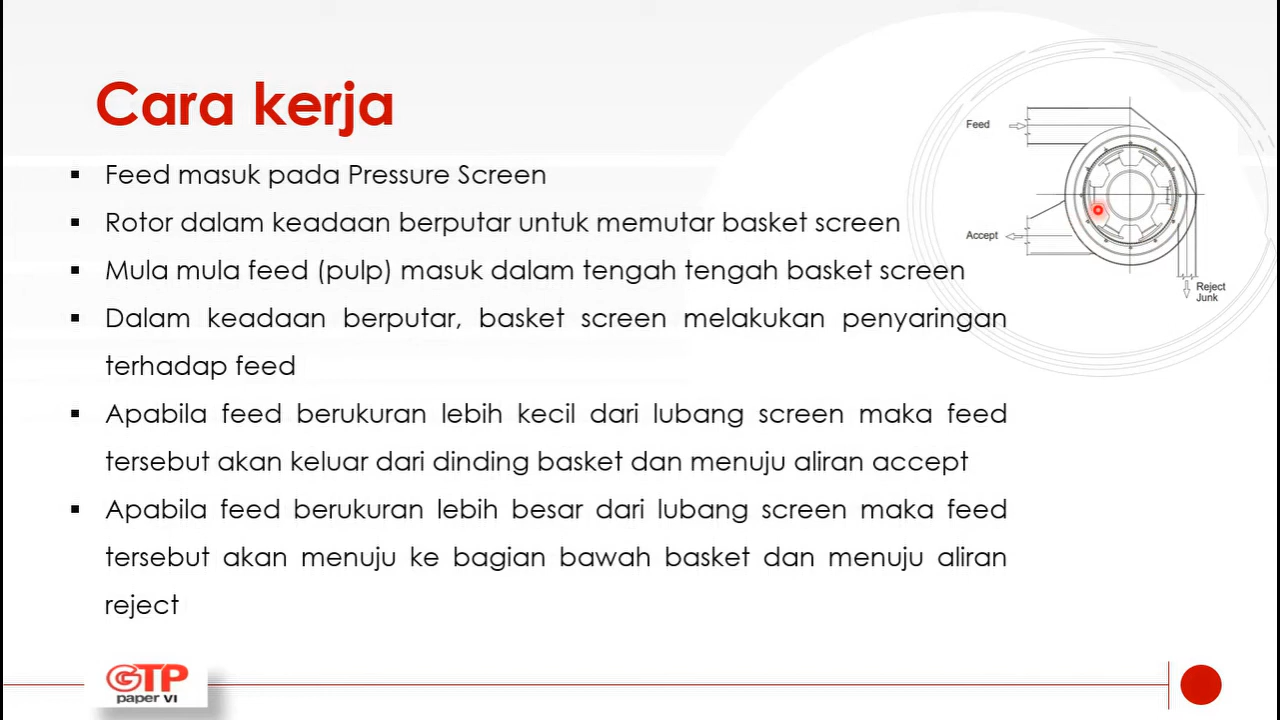 Cara kerja
Feed masuk pada Pressure Screen
Rotor dalam keadaan berputar untuk memutar basket screen
Mula mula feed (pulp) masuk dalam tengah tengah basket screen
Dalam keadaan berputar, basket screen melakukan penyaringan
terhadap feed
Apabila feed berukuran lebih kecil dari lubang screen maka feed
tersebut akan keluar dari dinding basket dan menuju aliran accept
Apabila feed berukuran lebih besar dari lubang screen maka feed
tersebut akan menuju ke bagian bawah basket dan menuju aliran
reject
Feed
Accept
Reject
Junk
GTP
paper VI